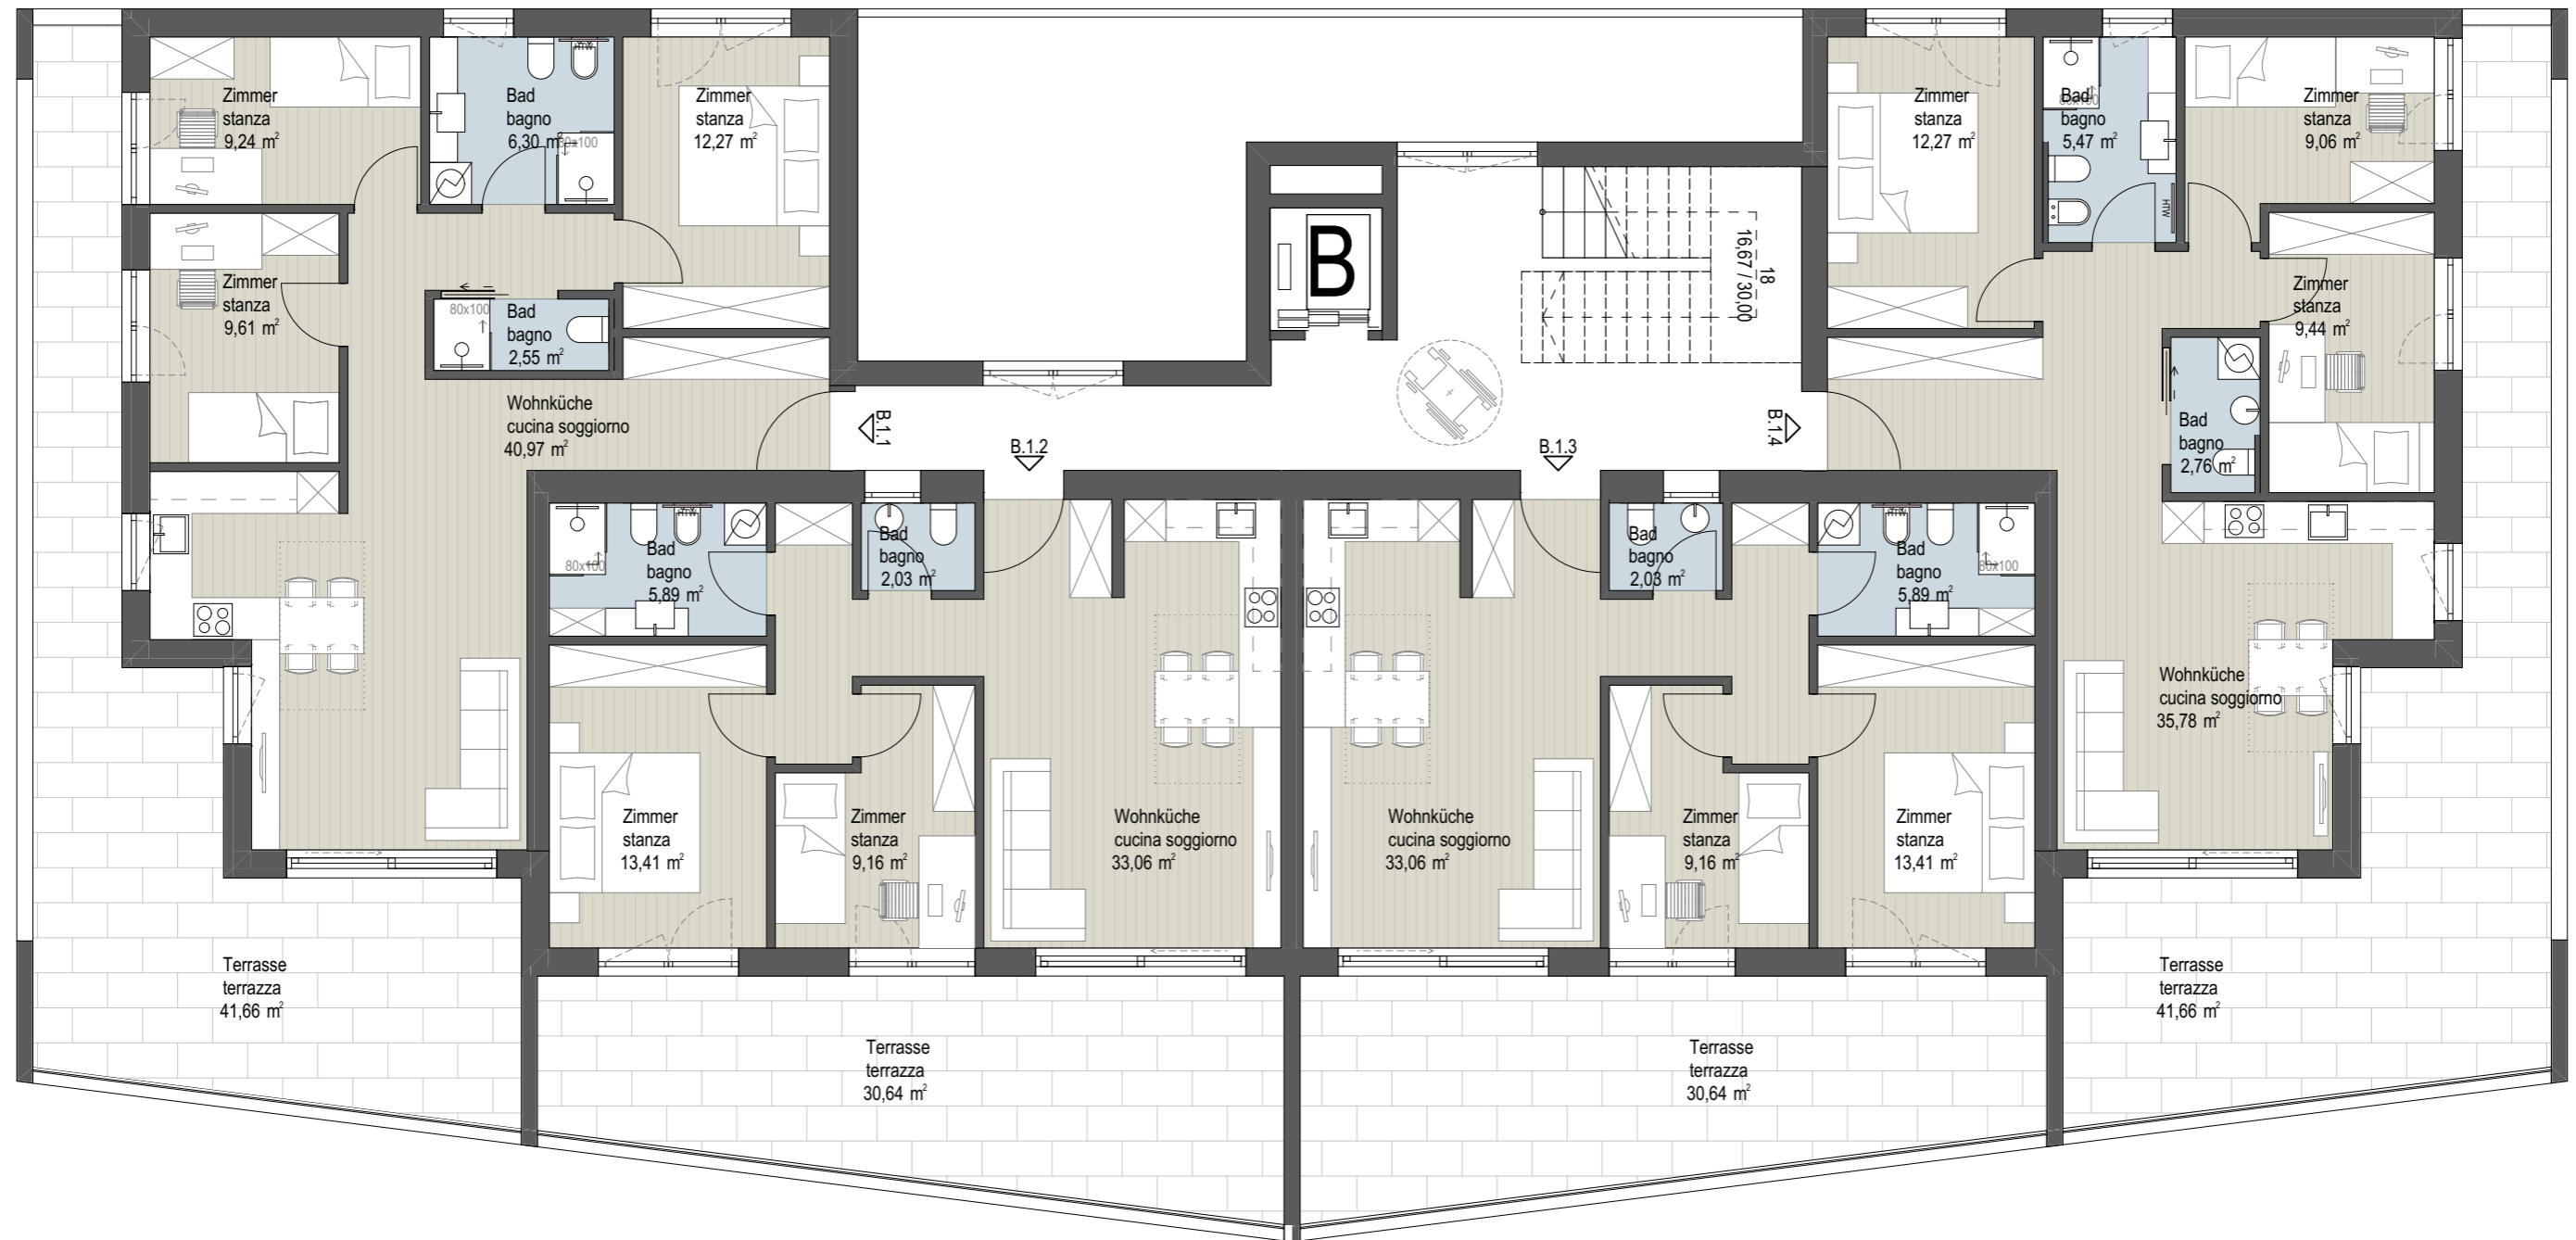 Zimmer
stanza
9,24 m²
Bad
bagno
6,30 m²
80x100
Zimmer
stanza
12,27 m²
Zimmer
stanza
9,61 m²
80x100
Bad
bagno
2,55 m²
Wohnküche
cucina soggiorno
40,97 m²
B
18
16,67 / 30,00
B.1.1
B.1.2
B.1.3
B.1.4
Zimmer
stanza
12,27 m²
80x100
Bad
bagno
5,47 m²
HTW
Zimmer
stanza
9,06 m²
Zimmer
stanza
9,44 m²
Bad
bagno
2,76 m²
HTW
80x100
Bad
bagno
5,89 m²
Bad
bagno
2,03 m²
Bad
bagno
2,03 m²
HTW
Bad
bagno
5,89 m²
80x100
Wohnküche
cucina soggiorno
35,78 m²
Zimmer
stanza
13,41 m²
Zimmer
stanza
9,16 m²
Wohnküche
cucina soggiorno
33,06 m²
Wohnküche
cucina soggiorno
33,06 m²
Zimmer
stanza
9,16 m²
Zimmer
stanza
13,41 m²
Terrasse
terrazza
41,66 m²
Terrasse
terrazza
30,64 m²
Terrasse
terrazza
30,64 m²
Terrasse
terrazza
41,66 m²